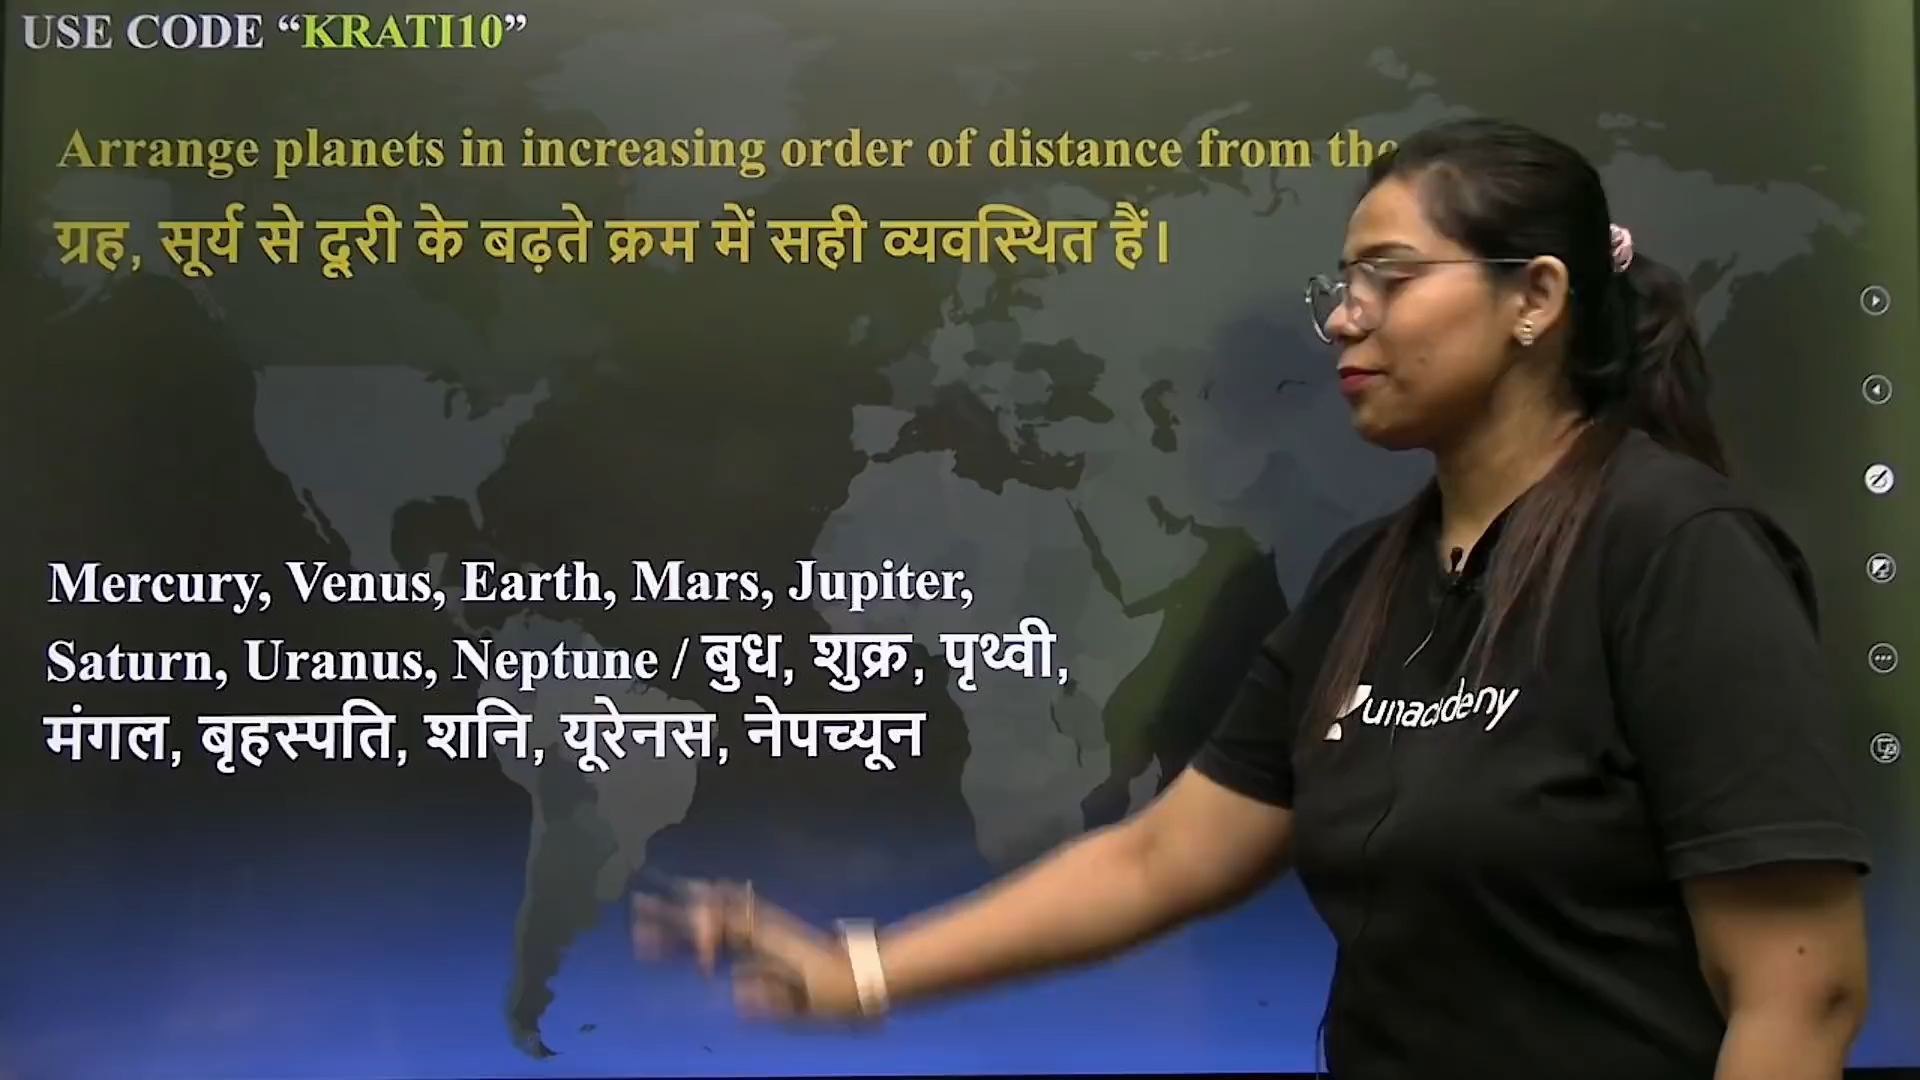 USE CODE “KRATI10”
Arrange planets in increasing order of distance from the
ग्रह, सूर्य से दूरी के बढ़ते क्रम में सही व्यवस्थित हैं।
Mercury, Venus, Earth, Mars, Jupiter,
Saturn, Uranus, Neptune / बुध, शुक्र, पृथ्वी,
मंगल, बृहस्पति, शनि, यूरेनस, नेपच्यून
unacademy